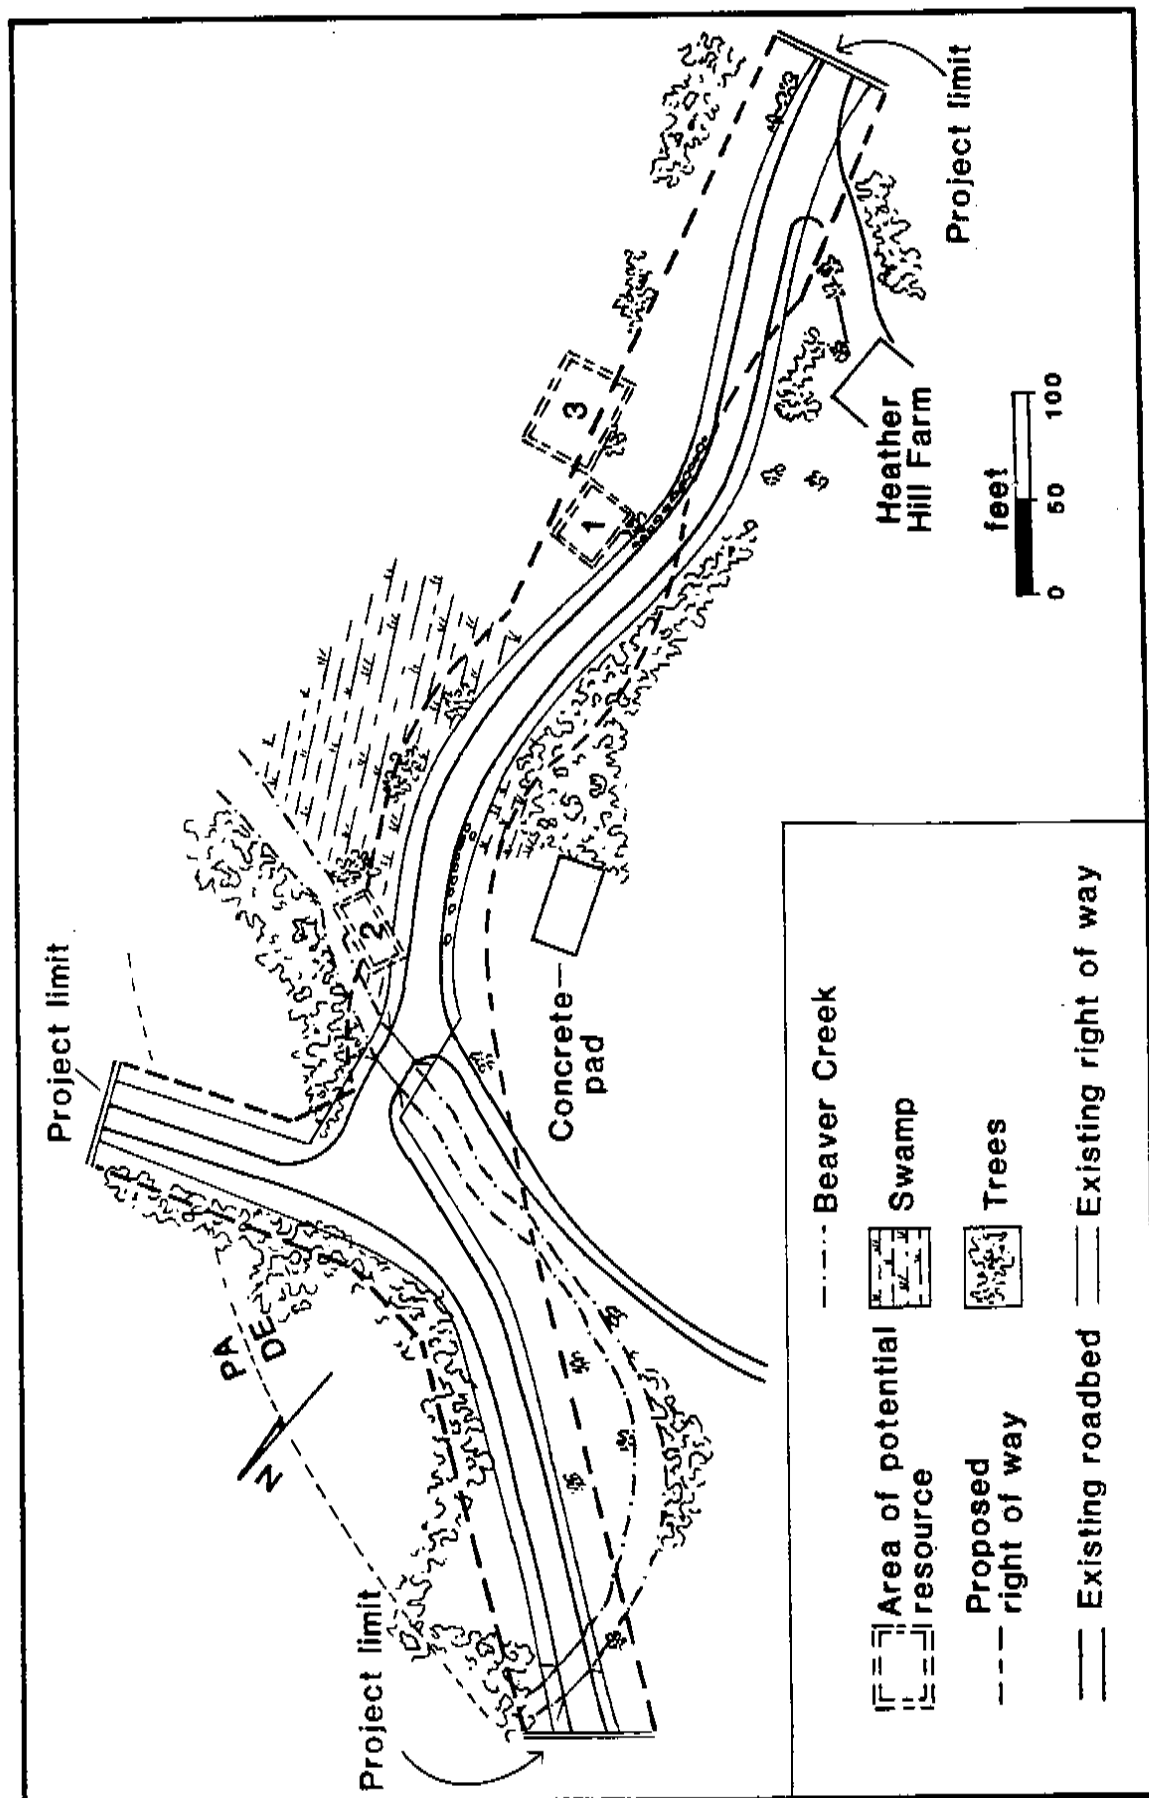 Project limit
Project limit
Project limit
PA
DE
N
1
2
3
Concrete
pad
Heather
Hill Farm
feet
0
50
100
Area of potential
resource
Proposed
right of way
Existing roadbed
Beaver Creek
Swamp
Trees
Existing right of way